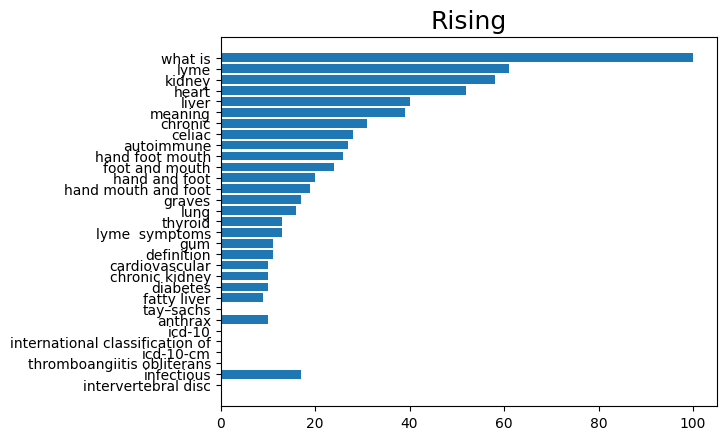 Rising
what is
lyme
kidney
heart
liver
meaning
chronic
celiac
autoimmune
hand foot mouth
foot and mouth
hand and foot
hand mouth and foot
graves
lung
thyroid
lyme  symptoms
gum
definition
cardiovascular
chronic kidney
diabetes
fatty liver
tay–sachs
anthrax
icd-10
international classification of
icd-10-cm
thromboangiitis obliterans
infectious
intervertebral disc
0 20 40 60 80 100